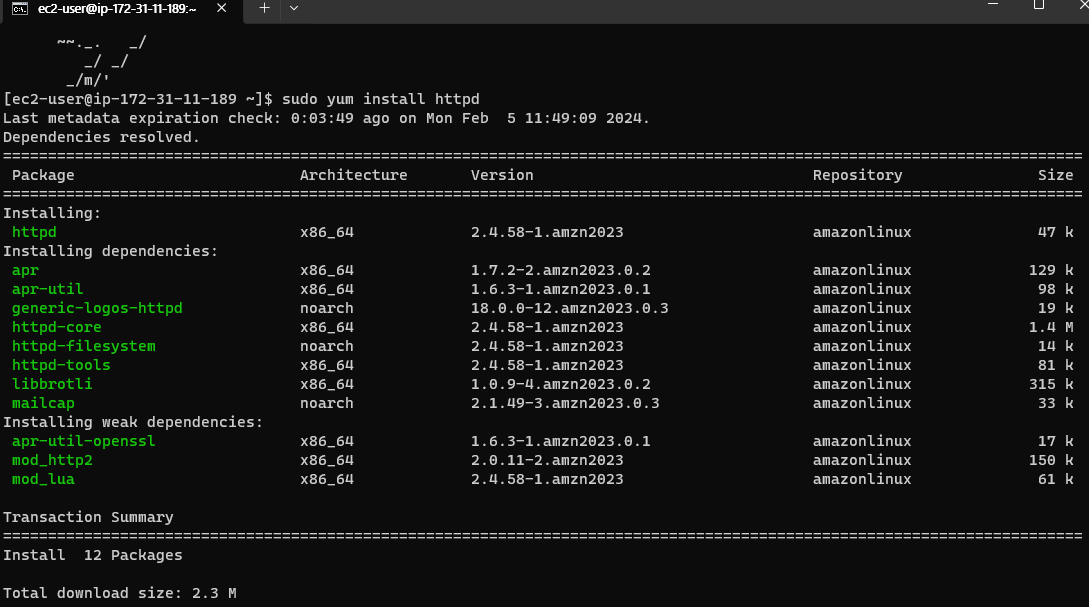 ec2-user@ip-172-31-11-189:~
~~._.   _/
_/ _/
_/m/'
[ec2-user@ip-172-31-11-189 ~]$ sudo yum install httpd
Last metadata expiration check: 0:03:49 ago on Mon Feb  5 11:49:09 2024.
Dependencies resolved.
================================================================================
Package Architecture Version Repository Size
================================================================================
Installing:
httpd x86_64 2.4.58-1.amzn2023 amazonlinux 47 k
Installing dependencies:
apr x86_64 1.7.2-2.amzn2023.0.2 amazonlinux 129 k
apr-util x86_64 1.6.3-1.amzn2023.0.1 amazonlinux 98 k
generic-logos-httpd noarch 18.0.0-12.amzn2023.0.3 amazonlinux 19 k
httpd-core x86_64 2.4.58-1.amzn2023 amazonlinux 1.4 M
httpd-filesystem noarch 2.4.58-1.amzn2023 amazonlinux 14 k
httpd-tools x86_64 2.4.58-1.amzn2023 amazonlinux 81 k
libbrotli x86_64 1.0.9-4.amzn2023.0.2 amazonlinux 315 k
mailcap noarch 2.1.49-3.amzn2023.0.3 amazonlinux 33 k
Installing weak dependencies:
apr-util-openssl x86_64 1.6.3-1.amzn2023.0.1 amazonlinux 17 k
mod_http2 x86_64 2.0.11-2.amzn2023 amazonlinux 150 k
mod_lua x86_64 2.4.58-1.amzn2023 amazonlinux 61 k
Transaction Summary
================================================================================
Install  12 Packages
Total download size: 2.3 M